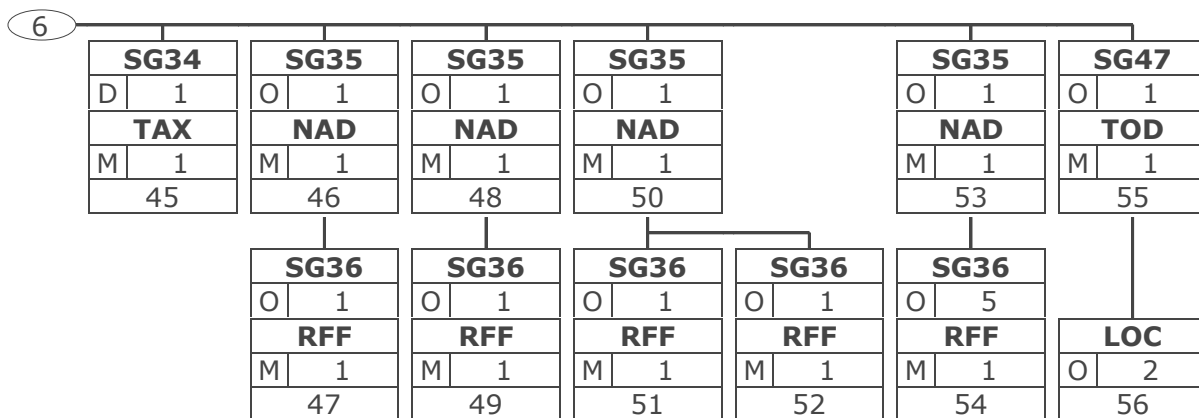 6
SG34 SG35 SG35 SG35 SG35 SG47
D 1 O 1 O 1 O 1 O 1 O 1
TAX NAD NAD NAD NAD TOD
M 1 M 1 M 1 M 1 M 1 M 1
45 46 48 50 53 55
SG36 SG36 SG36 SG36 SG36
O 1 O 1 O 1 O 1 O 5
RFF RFF RFF RFF RFF LOC
M 1 M 1 M 1 M 1 M 1 O 2
47 49 51 52 54 56